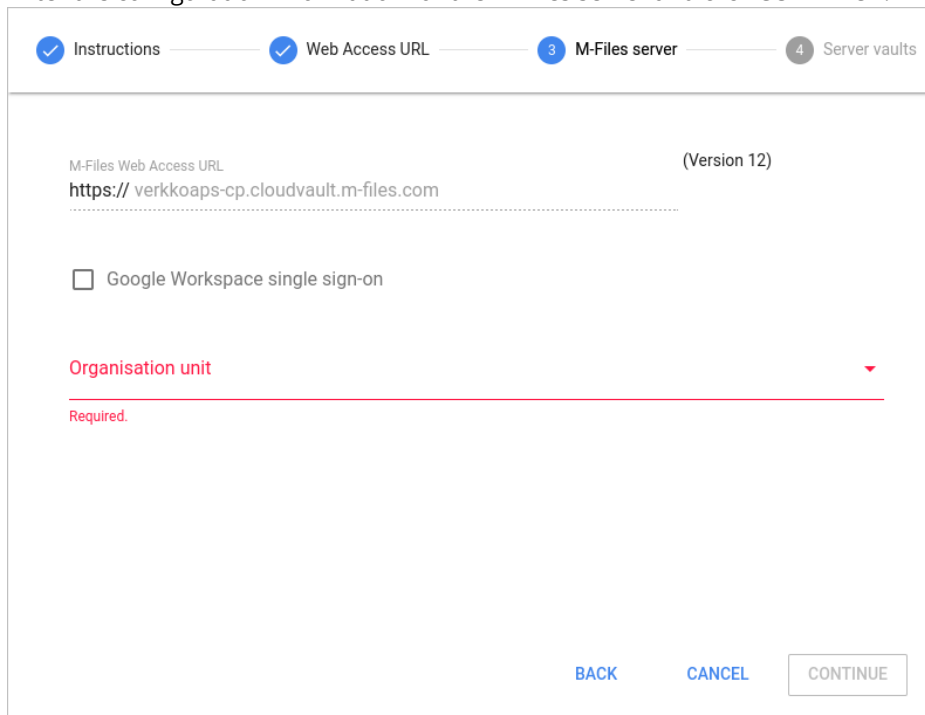 Instructions
Web Access URL
3 M-Files server
4 Server vaults
M-Files Web Access URL
(Version 12)
https:// verkkoaps-cp.cloudvault.m-files.com
Google Workspace single sign-on
Organisation unit
Required.
BACK CANCEL CONTINUE